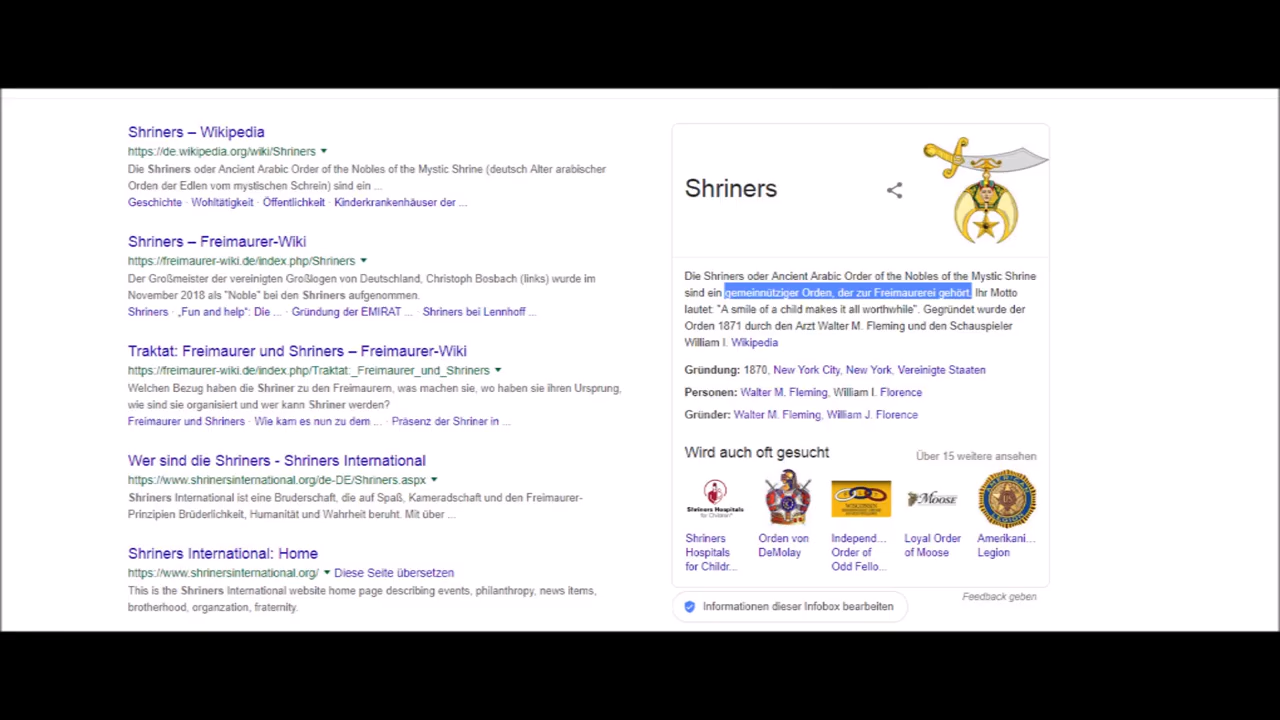 Shriners – Wikipedia
https://de.wikipedia.org/wiki/Shriners
Die Shriners oder Ancient Arabic Order of the Nobles of the Mystic Shrine (deutsch Alter arabischer
Orden der Edlen vom mystischen Schrein) sind ein ...
Geschichte · Wohltätigkeit · Öffentlichkeit · Kinderkrankenhäuser der ...
Shriners – Freimaurer-Wiki
https://freimaurer-wiki.de/index.php/Shriners
Der Großmeister der vereinigten Großlogen von Deutschland, Christoph Bosbach (links) wurde im
November 2018 als "Noble" bei den Shriners aufgenommen.
Shriners · „Fun and help“: Die ... · Gründung der EMIRAT ... · Shriners bei Lennhoff ...
Traktat: Freimaurer und Shriners – Freimaurer-Wiki
https://freimaurer-wiki.de/index.php/Traktat:_Freimaurer_und_Shriners
Welchen Bezug haben die Shriner zu den Freimaurern, was machen sie, wo haben sie ihren Ursprung,
wie sind sie organisiert und wer kann Shriner werden?
Freimaurer und Shriners · Wie kam es nun zu dem ... · Präsenz der Shriner in ...
Wer sind die Shriners - Shriners International
https://www.shrinersinternational.org/de-DE/Shriners.aspx
Shriners International ist eine Bruderschaft, die auf Spaß, Kameradschaft und den Freimaurer-
Prinzipien Brüderlichkeit, Humanität und Wahrheit beruht. Mit über ...
Shriners International: Home
https://www.shrinersinternational.org/ Diese Seite übersetzen
This is the Shriners International website home page describing events, philanthropy, news items,
brotherhood, organzation, fraternity.
Shriners
Die Shriners oder Ancient Arabic Order of the Nobles of the Mystic Shrine
sind ein gemeinnütziger Orden, der zur Freimaurerei gehört. Ihr Motto
lautet: "A smile of a child makes it all worthwhile". Gegründet wurde der
Orden 1871 durch den Arzt Walter M. Fleming und den Schauspieler
William I. Wikipedia
Gründung: 1870, New York City, New York, Vereinigte Staaten
Personen: Walter M. Fleming, William I. Florence
Gründer: Walter M. Fleming, William J. Florence
Wird auch oft gesucht
Über 15 weitere ansehen
Shriners Hospitals
for Children®
MOOSE
Shriners
Hospitals
for Childr...
Orden von
DeMolay
Independ...
Order of
Odd Fello...
Loyal Order
of Moose
Amerikani...
Legion
Feedback geben
Informationen dieser Infobox bearbeiten